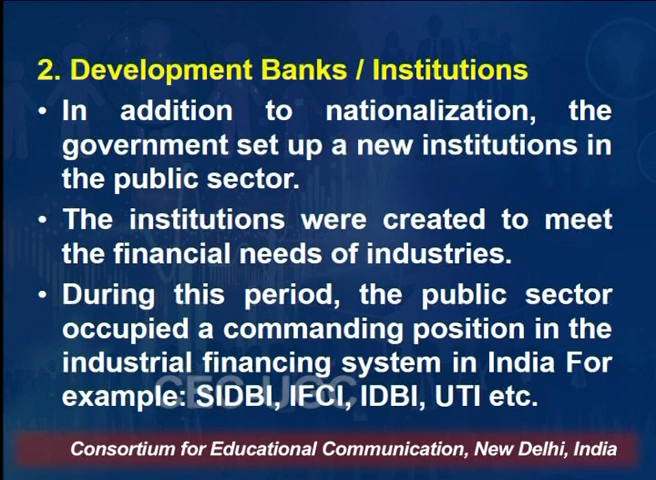 2. Development Banks / Institutions
• In addition to nationalization, the
government set up a new institutions in
the public sector.
• The institutions were created to meet
the financial needs of industries.
• During this period, the public sector
occupied a commanding position in the
industrial financing system in India For
example: SIDBI, IFCI, IDBI, UTI etc.
CEC-UGC
Consortium for Educational Communication, New Delhi, India